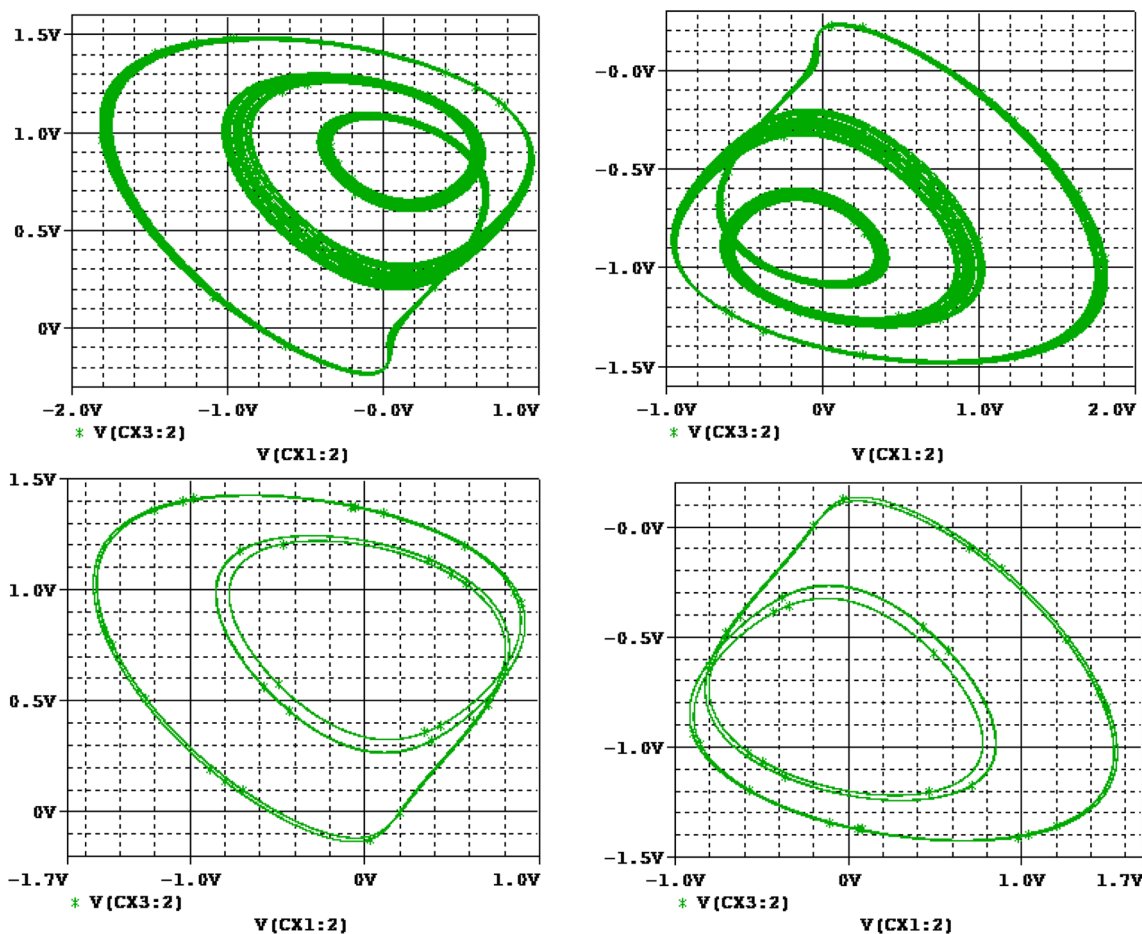 1.5V
1.0V
0.5V
0V
-2.0V -1.0V -0.0V 1.0V
* V(CX3:2)
V(CX1:2)
-0.0V
-0.5V
-1.0V
-1.5V
-1.0V 0V 1.0V 2.0V
* V(CX3:2)
V(CX1:2)
1.5V
1.0V
0.5V
0V
-1.7V -1.0V 0V 1.0V
* V(CX3:2)
V(CX1:2)
-0.0V
-0.5V
-1.0V
-1.5V
-1.0V 0V 1.0V 1.7V
* V(CX3:2)
V(CX1:2)